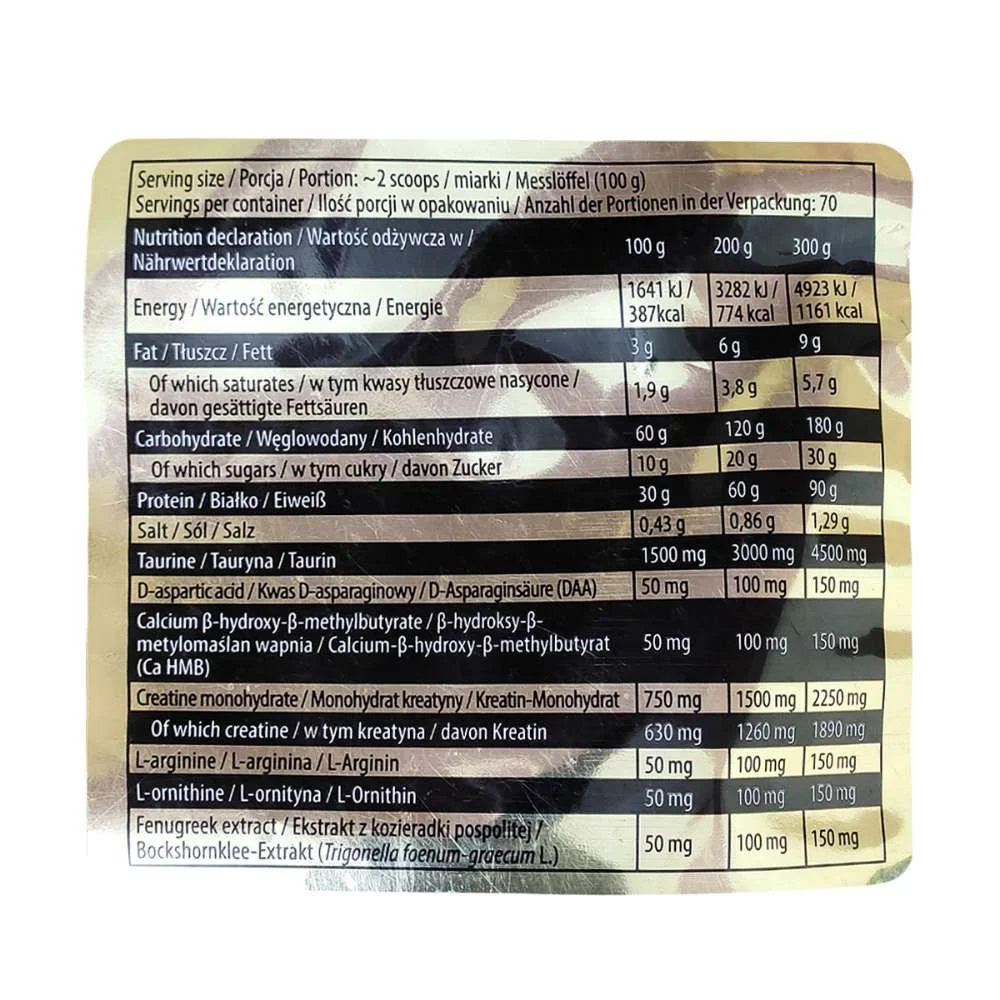 Serving size / Porcja / Portion: ~2 scoops / miarki / Messlöffel (100 g)
Servings per container / Ilość porcji w opakowaniu / Anzahl der Portionen in der Verpackung: 70
Nutrition declaration / Wartość odżywcza w /
Nährwertdeklaration 100 g 200 g 300 g
Energy / Wartość energetyczna / Energie 1641 kJ / 3282 kJ / 4923 kJ /
387kcal 774 kcal 1161 kcal
Fat / Tłuszcz / Fett 3 g 6 g 9 g
Of which saturates / w tym kwasy tłuszczowe nasycone /
davon gesättigte Fettsäuren 1,9 g 3,8 g 5,7 g
Carbohydrate / Węglowodany / Kohlenhydrate 60 g 120 g 180 g
Of which sugars / w tym cukry / davon Zucker 10 g 20 g 30 g
Protein / Białko / Eiweiß 30 g 60 g 90 g
Salt / Sól / Salz 0,43 g 0,86 g 1,29 g
Taurine / Tauryna / Taurin 1500 mg 3000 mg 4500 mg
D-aspartic acid / Kwas D-asparaginowy / D-Asparaginsäure (DAA) 50 mg 100 mg 150 mg
Calcium β-hydroxy-β-methylbutyrate / β-hydroksy-β-
metylomaślan wapnia / Calcium-β-hydroxy-β-methylbutyrat 50 mg 100 mg 150 mg
(Ca HMB)
Creatine monohydrate / Monohydrat kreatyny / Kreatin-Monohydrat 750 mg 1500 mg 2250 mg
Of which creatine / w tym kreatyna / davon Kreatin 630 mg 1260 mg 1890 mg
L-arginine / L-arginina / L-Arginin 50 mg 100 mg 150 mg
L-ornithine / L-ornityna / L-Ornithin 50 mg 100 mg 150 mg
Fenugreek extract / Ekstrakt z kozieradki pospolitej /
Bockshornklee-Extrakt (Trigonella foenum-graecum L.) 50 mg 100 mg 150 mg